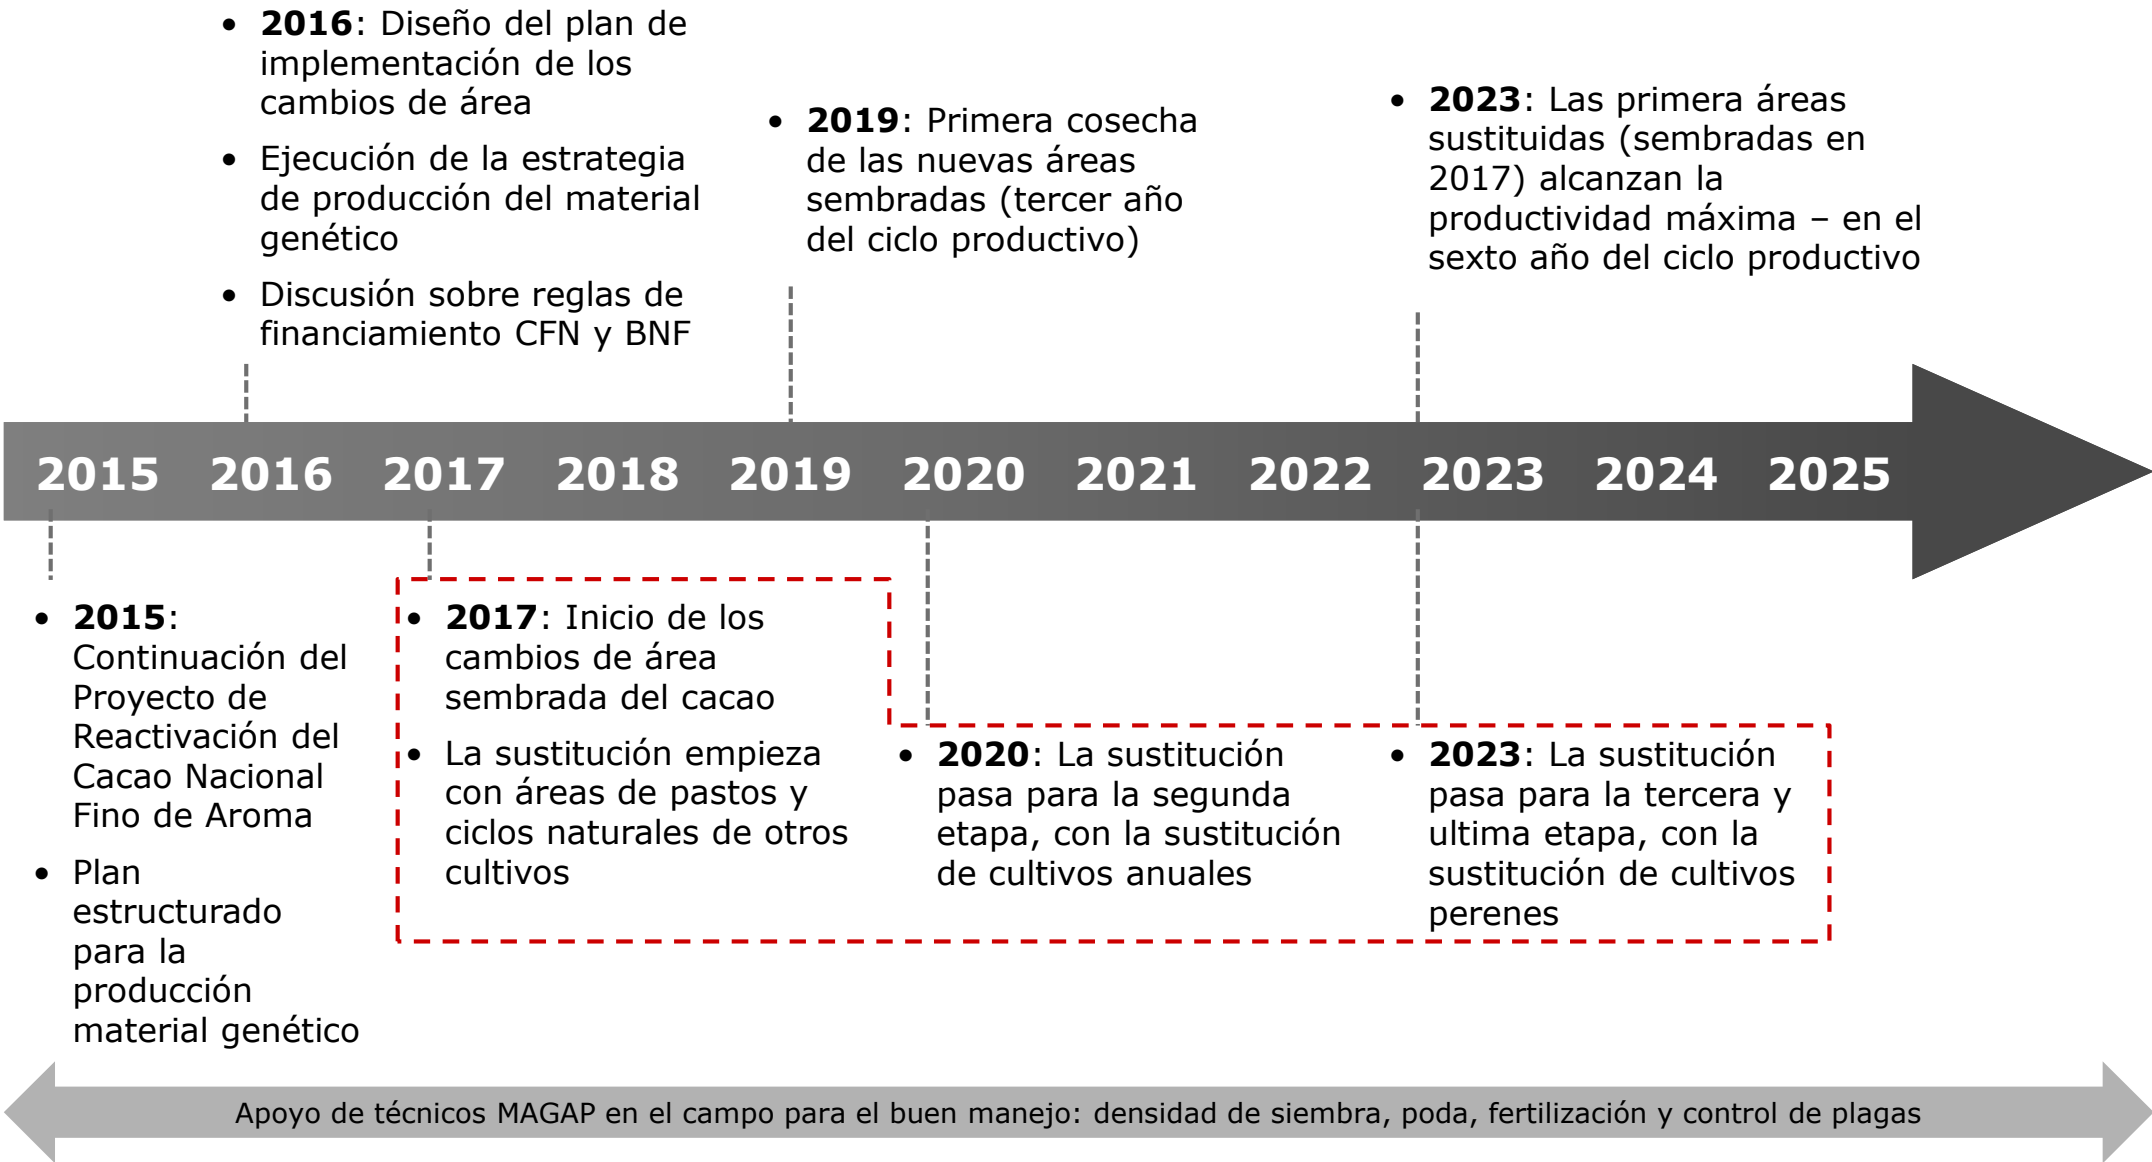 • 2016: Diseño del plan de
implementación de los
cambios de área
• Ejecución de la estrategia
de producción del material
genético
• Discusión sobre reglas de
financiamiento CFN y BNF
• 2019: Primera cosecha
de las nuevas áreas
sembradas (tercer año
del ciclo productivo)
• 2023: Las primera áreas
sustituidas (sembradas en
2017) alcanzan la
productividad máxima – en el
sexto año del ciclo productivo
2015 2016 2017 2018 2019 2020 2021 2022 2023 2024 2025
• 2015:
Continuación del
Proyecto de
Reactivación del
Cacao Nacional
Fino de Aroma
• Plan
estructurado
para la
producción
material genético
• 2017: Inicio de los
cambios de área
sembrada del cacao
• La sustitución empieza
con áreas de pastos y
ciclos naturales de otros
cultivos
• 2020: La sustitución
pasa para la segunda
etapa, con la sustitución
de cultivos anuales
• 2023: La sustitución
pasa para la tercera y
ultima etapa, con la
sustitución de cultivos
perenes
Apoyo de técnicos MAGAP en el campo para el buen manejo: densidad de siembra, poda, fertilización y control de plagas